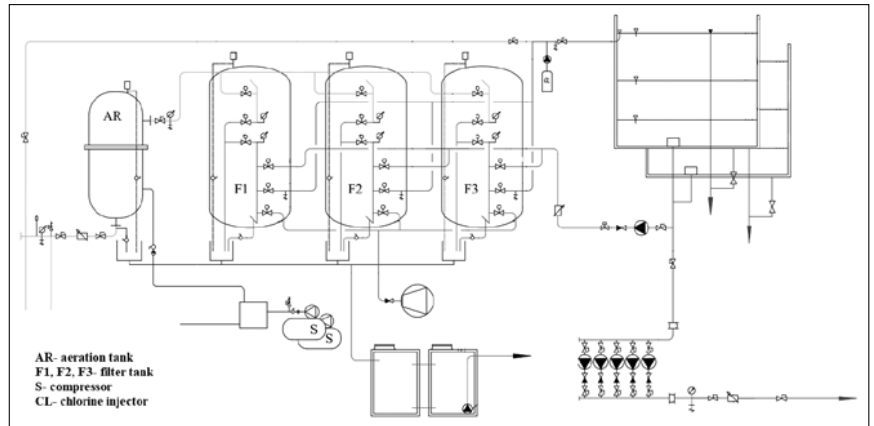 AR
F1
F2
F3
S
S
AR- aeration tank
F1, F2, F3- filter tank
S- compressor
CL- chlorine injector